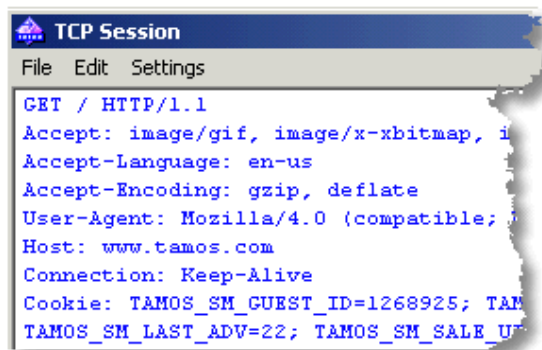 TCP Session
File Edit Settings
GET / HTTP/1.1
Accept: image/gif, image/x-xbitmap,
Accept-Language: en-us
Accept-Encoding: gzip, deflate
User-Agent: Mozilla/4.0 (compatible;
Host: www.tamos.com
Connection: Keep-Alive
Cookie: TAMOS_SM_GUEST_ID=1268925; TAM
TAMOS_SM_LAST_ADV=22; TAMOS_SM_SALE_